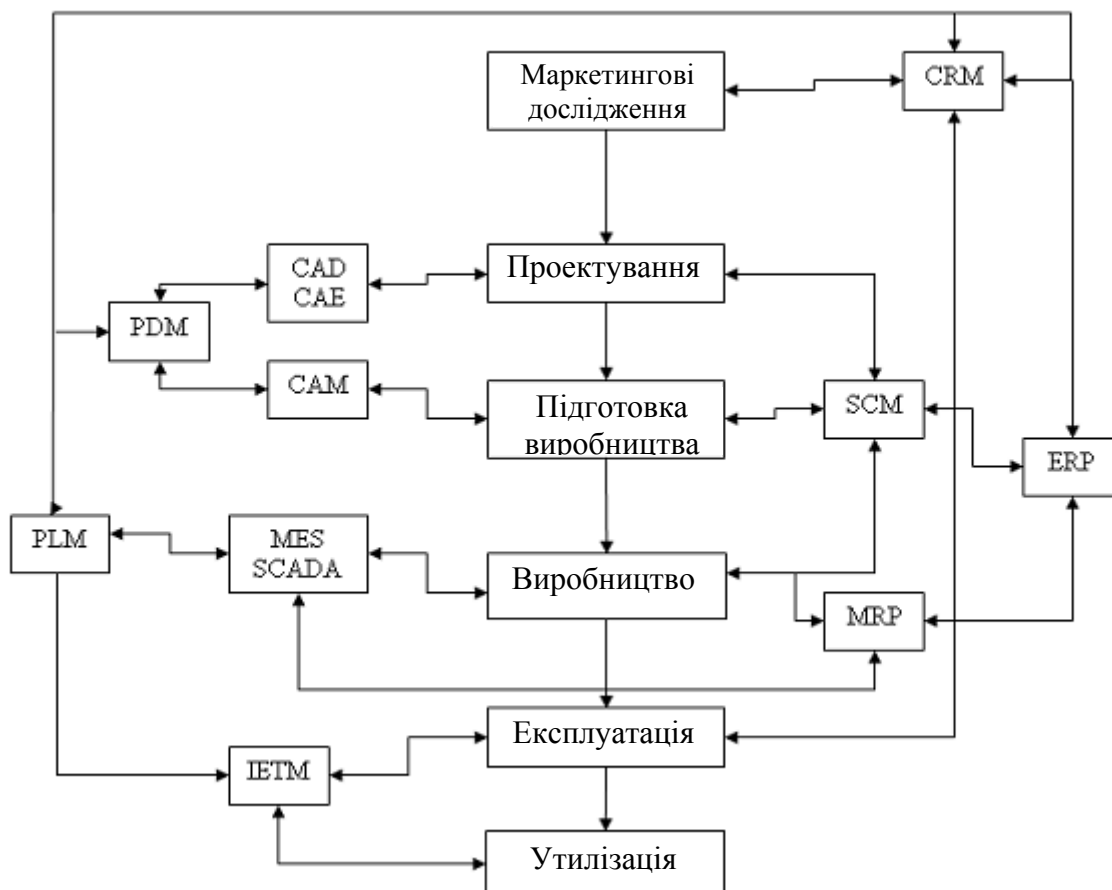 Маркетингові
дослідження
CRM
Проектування
CAD
CAE
PDM
CAM
Підготовка
виробництва
SCM
ERP
PLM
MES
SCADA
Виробництво
MRP
Експлуатація
IETM
Утилізація